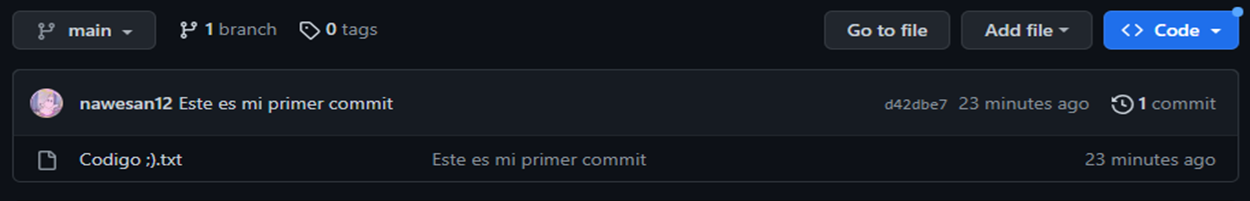 main 1 branch 0 tags Go to file Add file <> Code
nawesan12 Este es mi primer commit d42dbe7 23 minutes ago 1 commit
Codigo ;).txt Este es mi primer commit 23 minutes ago